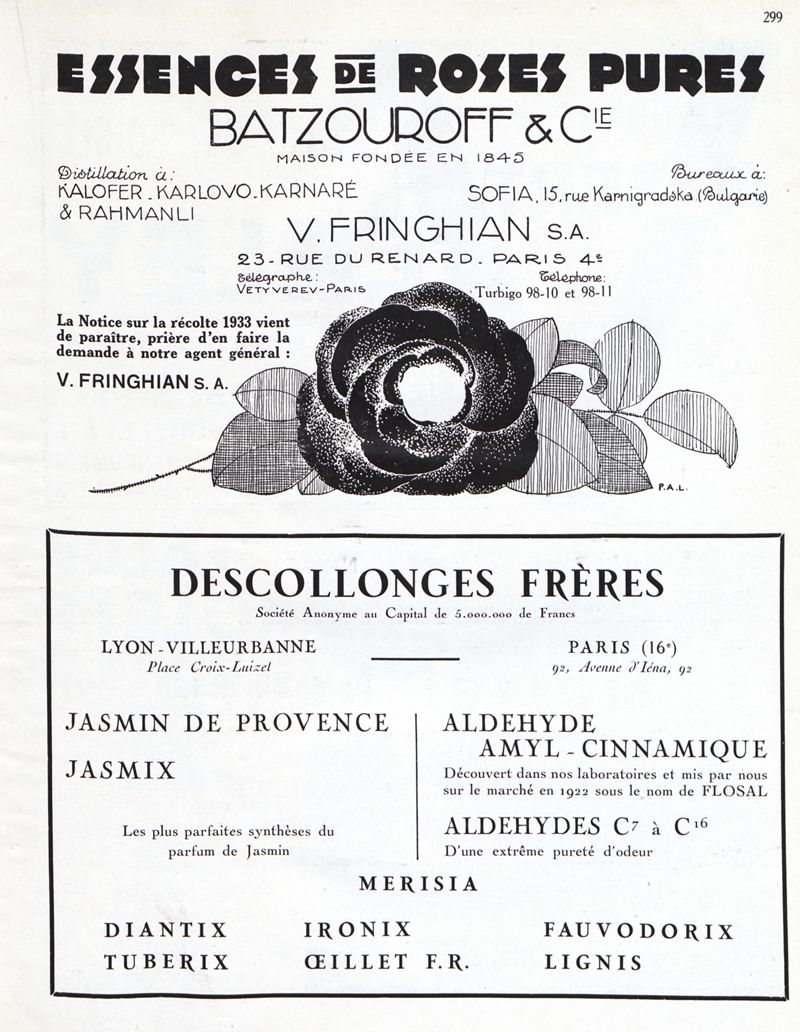 299
ESSENCES DE ROSES PURES
BATZOUROFF & CIE
MAISON FONDÉE EN 1845
Distillation à:
KALOFER-KARLOVO-KARNARÉ
& RAHMANLI
Bureaux à:
SOFIA, 15, rue Karnigradska (Bulgarie)
V. FRINGHIAN S.A.
23-RUE DU RENARD-PARIS 4e
télégraphe:
VETYVEREV-PARIS
téléphone:
Turbigo 98-10 et 98-11
La Notice sur la récolte 1933 vient
de paraître, prière d'en faire la
demande à notre agent général :
V. FRINGHIAN S.A.
P.A.L.
DESCOLLONGES FRÈRES
Société Anonyme au Capital de 5.000.000 de Francs
LYON-VILLEURBANNE
Place Croix-Luizet
PARIS (16e)
92, Avenue d'Iéna, 92
JASMIN DE PROVENCE
JASMIX
Les plus parfaites synthèses du
parfum de Jasmin
ALDEHYDE
AMYL-CINNAMIQUE
Découvert dans nos laboratoires et mis par nous
sur le marché en 1922 sous le nom de FLOSAL
ALDEHYDES C7 à C16
D'une extrême pureté d'odeur
MERISIA
DIANTIX IRONIX FAUVODORIX
TUBERIX ŒILLET F.R. LIGNIS